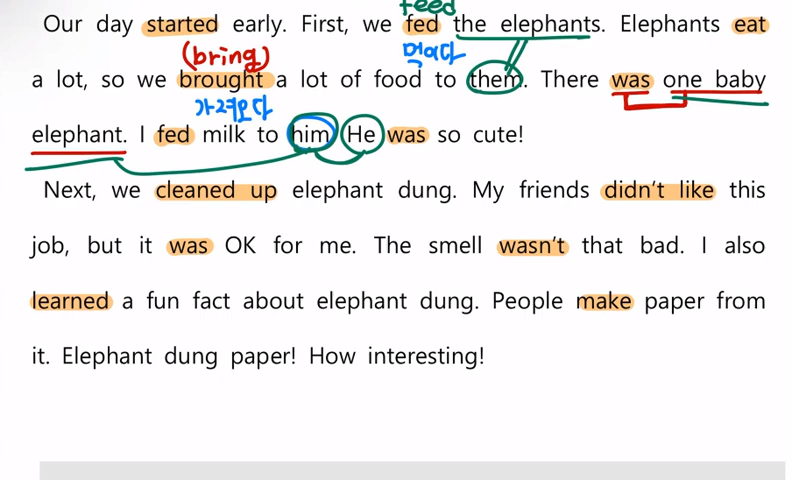 feed
Our day started early. First, we fed the elephants. Elephants eat
(bring)
먹이다
a lot, so we brought a lot of food to them. There was one baby
가져오다
elephant. I fed milk to him. He was so cute!
Next, we cleaned up elephant dung. My friends didn't like this
job, but it was OK for me. The smell wasn't that bad. I also
learned a fun fact about elephant dung. People make paper from
it. Elephant dung paper! How interesting!